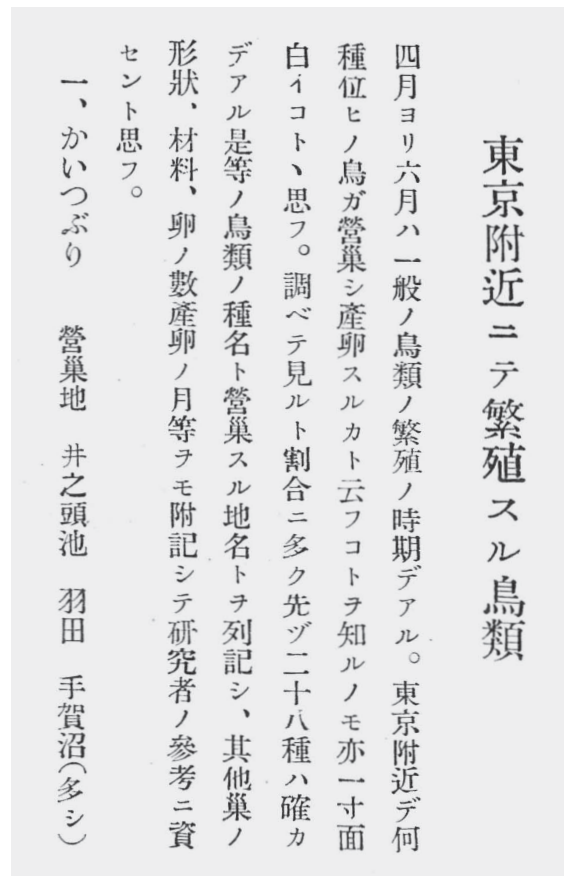 東京附近ニテ繁殖スル鳥類
四月ヨリ六月ハ一般ノ鳥類ノ繁殖ノ時期デアル。東京附近デ何
種位ヒノ鳥ガ營巢シ產卵スルカト云フコトヲ知ルノモ亦一寸面
白イコトヽ思フ。調ベテ見ルト割合ニ多ク先ヅ二十八種ハ確カ
デアル是等ノ鳥類ノ種名ト營巢スル地名トヲ列記シ、其他巢ノ
形狀、材料、卵ノ數產卵ノ月等ヲモ附記シテ硏究者ノ參考ニ資
セント思フ。
一、かいつぶり　營巢地　井之頭池　羽田　手賀沼(多シ)